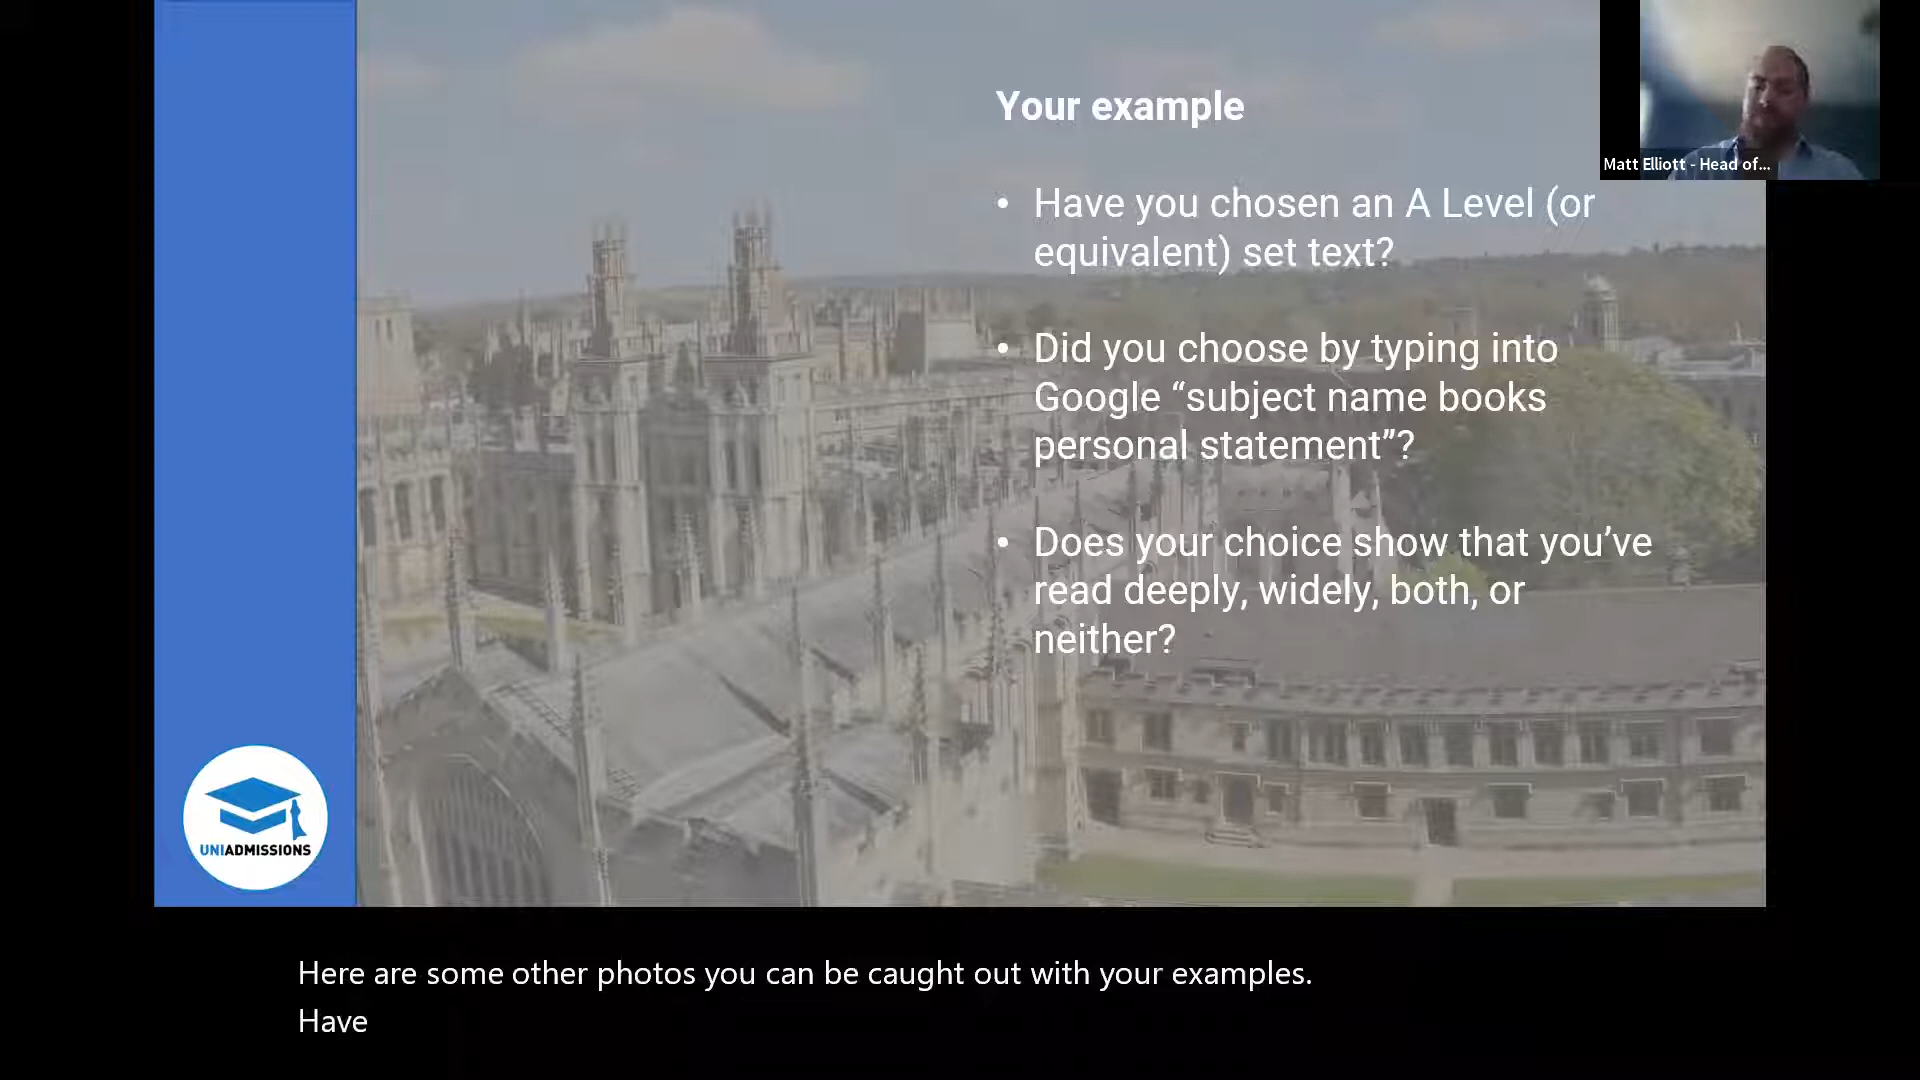 Your example
Matt Elliott - Head of...
• Have you chosen an A Level (or
equivalent) set text?
• Did you choose by typing into
Google “subject name books
personal statement”?
• Does your choice show that you’ve
read deeply, widely, both, or
neither?
UNIADMISSIONS
Here are some other photos you can be caught out with your examples.
Have